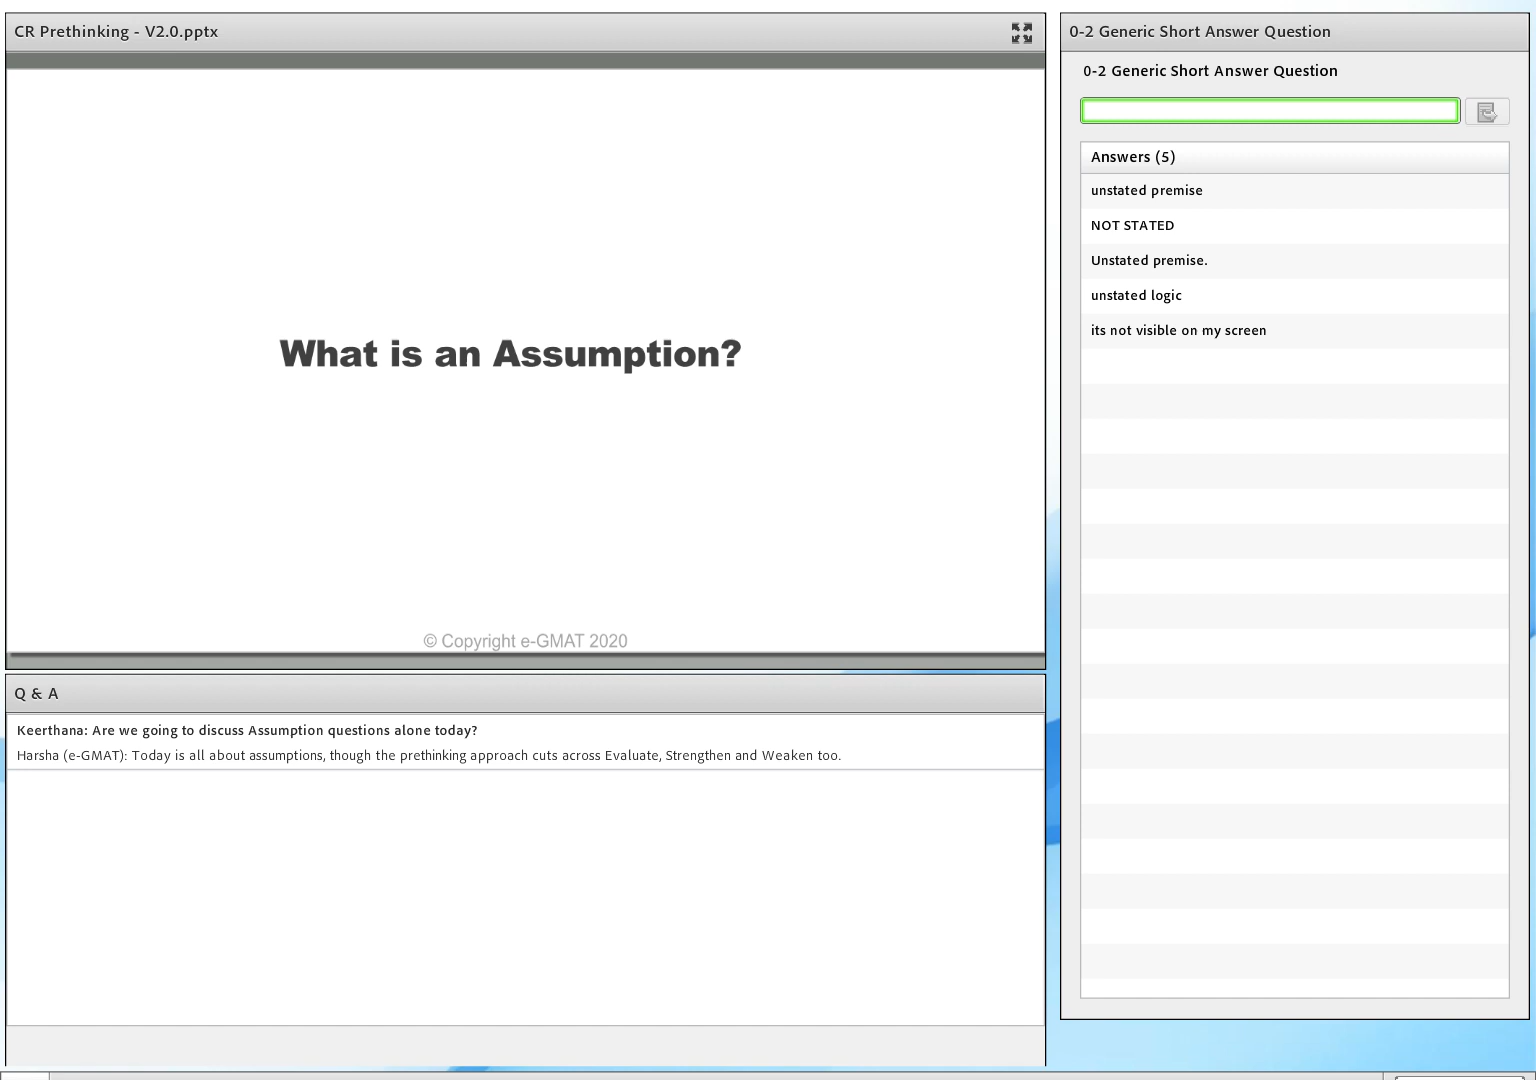 CR Prethinking - V2.0.pptx
What is an Assumption?
© Copyright e-GMAT 2020
Q & A
Keerthana: Are we going to discuss Assumption questions alone today?
Harsha (e-GMAT): Today is all about assumptions, though the prethinking approach cuts across Evaluate, Strengthen and Weaken too.
0-2 Generic Short Answer Question
0-2 Generic Short Answer Question
Answers (5)
unstated premise
NOT STATED
Unstated premise.
unstated logic
its not visible on my screen